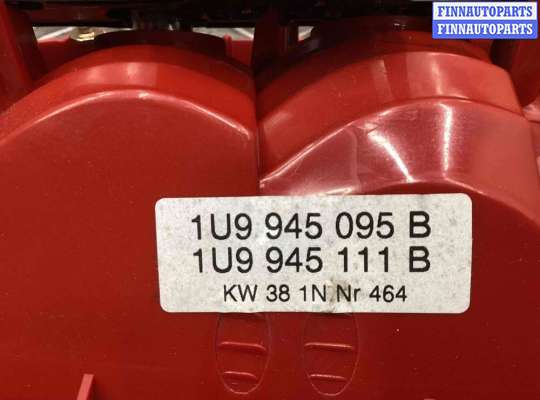 FINNAUTOPARTS
FINNAUTOPARTS
1U9 945 095 B
1U9 945 111 B
KW 38 1N Nr 464